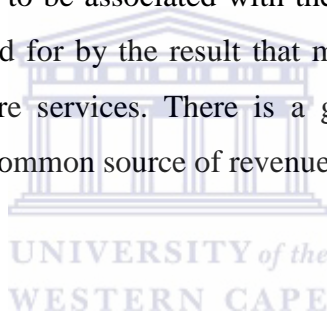 to be associated with the
d for by the result that m
re services. There is a g
ommon source of revenue
UNIVERSITY of the
WESTERN CAPE